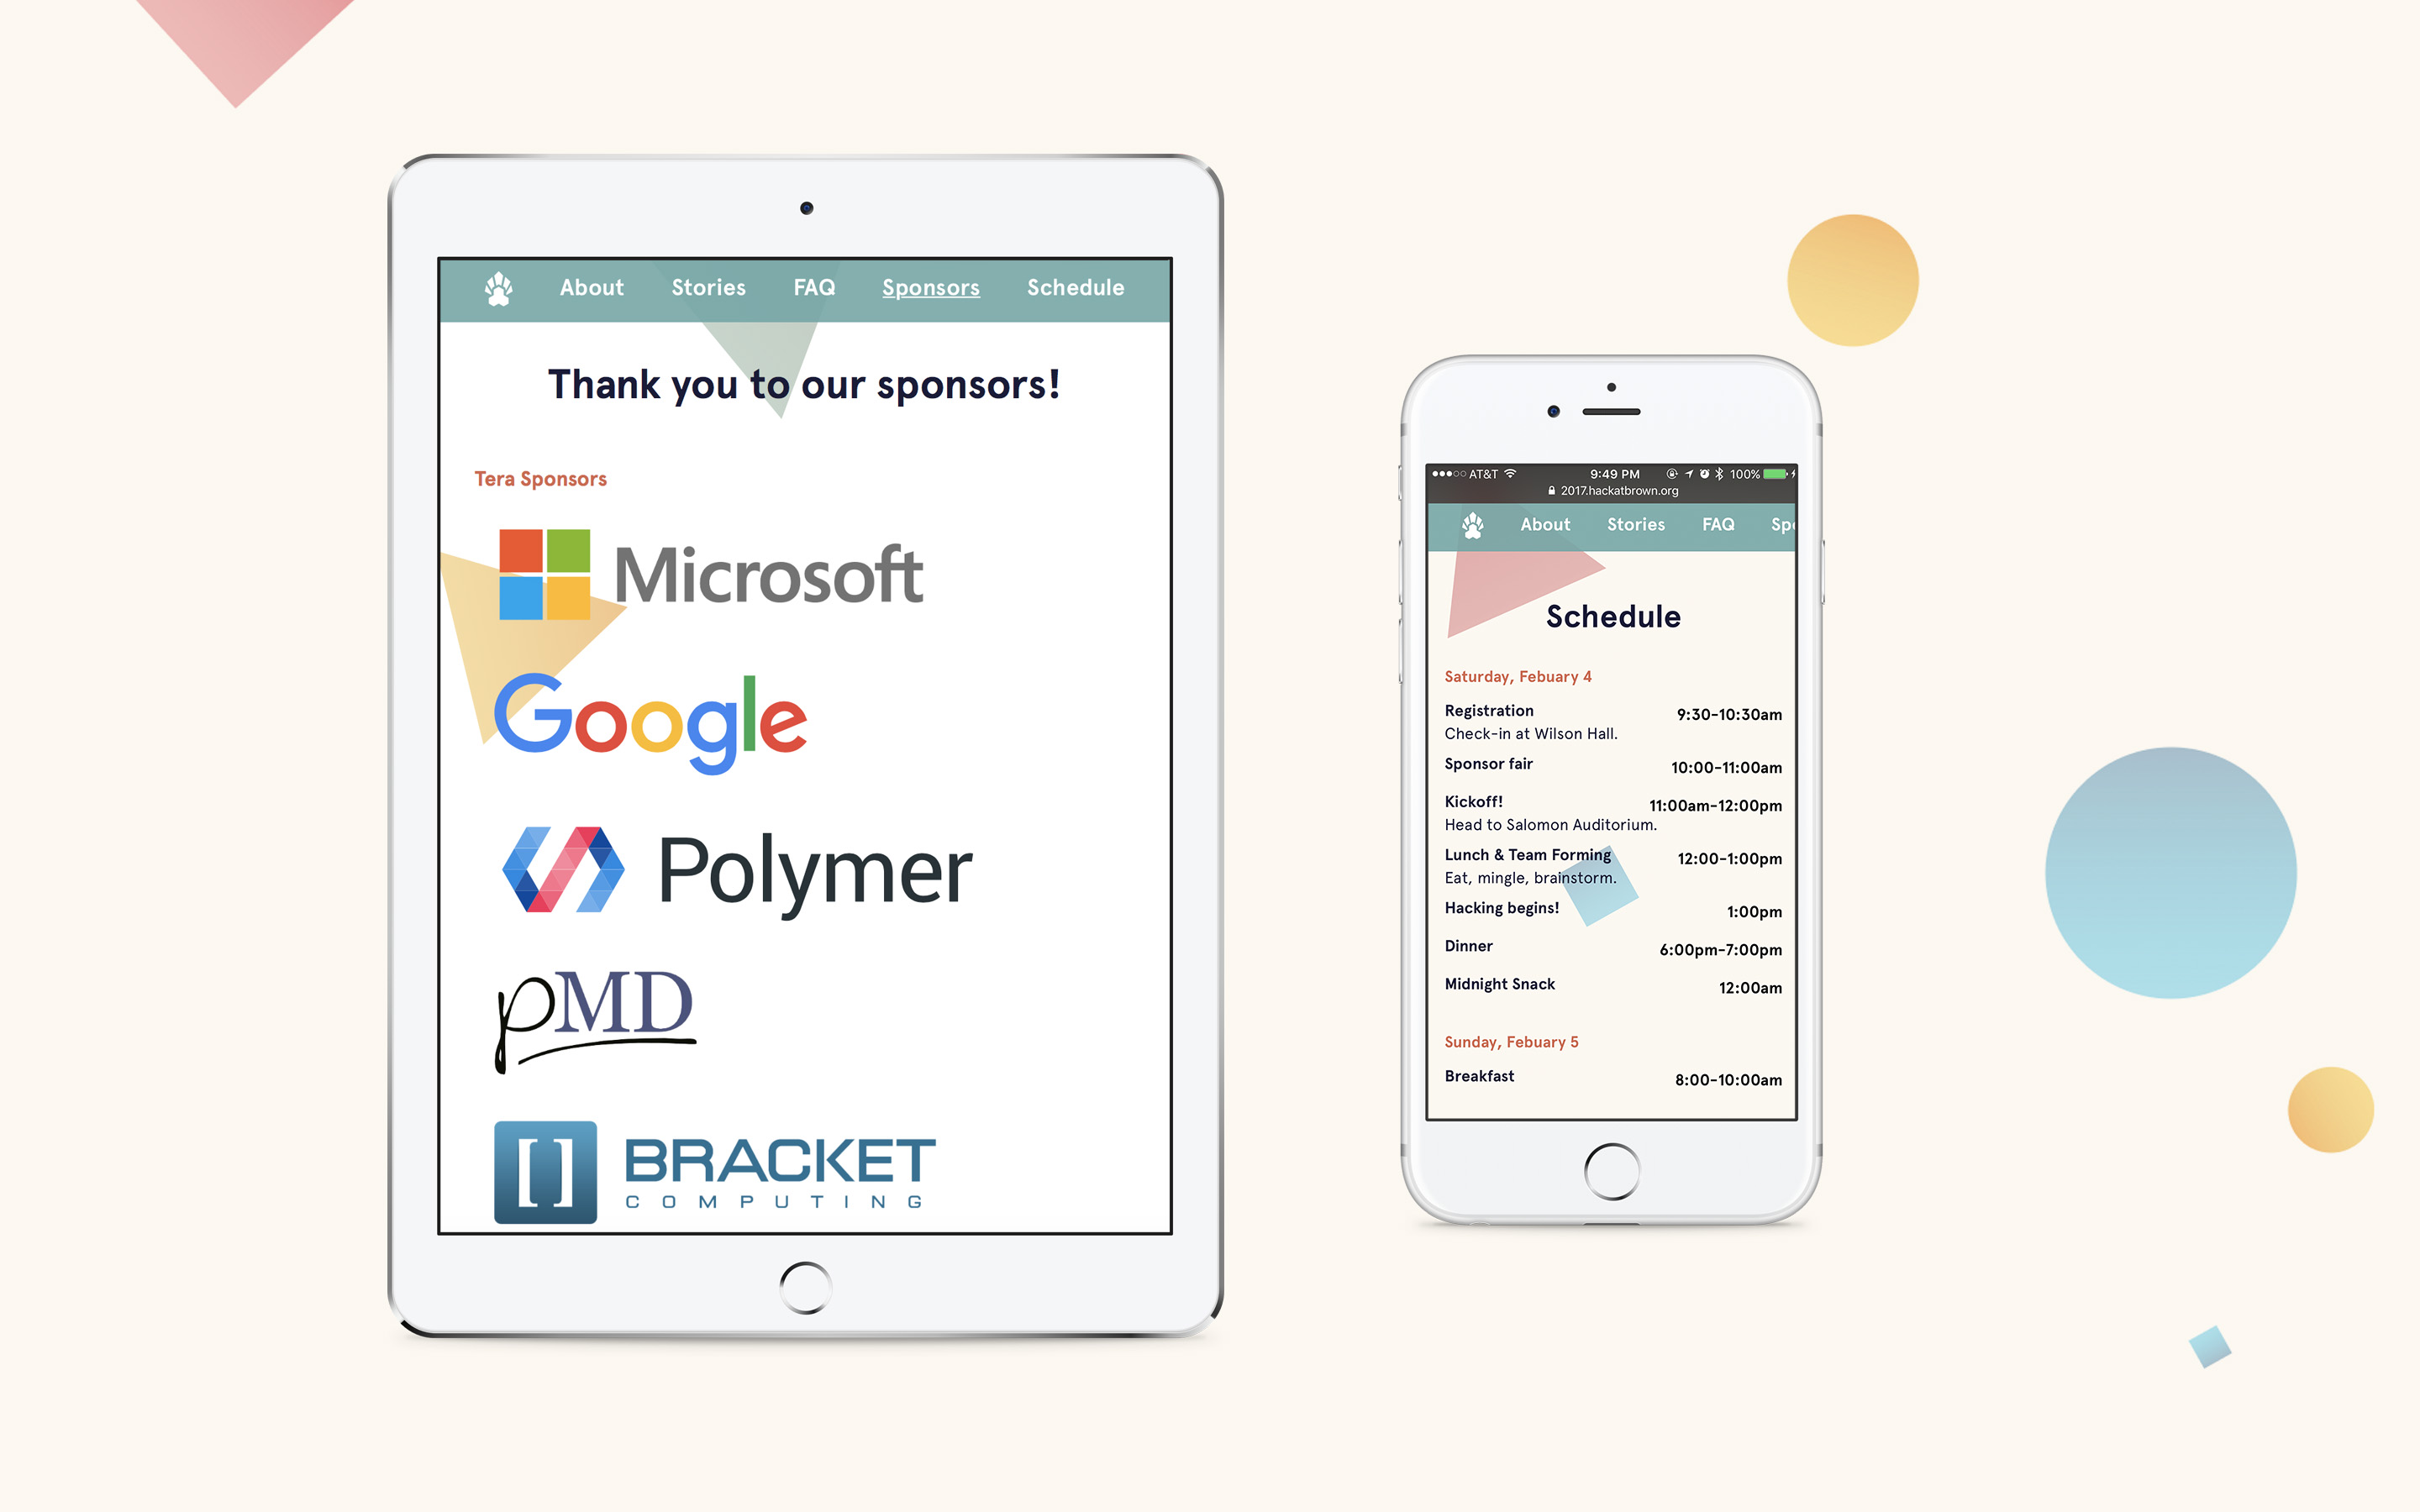 About Stories FAQ Sponsors Schedule
Thank you to our sponsors!
Tera Sponsors
Microsoft
Google
Polymer
pMD
[] BRACKET
COMPUTING
AT&T 9:49 PM 100%
2017.hackatbrown.org
About Stories FAQ Spo
Schedule
Saturday, Febuary 4
Registration 9:30-10:30am
Check-in at Wilson Hall.
Sponsor fair 10:00-11:00am
Kickoff! 11:00am-12:00pm
Head to Salomon Auditorium.
Lunch & Team Forming 12:00-1:00pm
Eat, mingle, brainstorm.
Hacking begins! 1:00pm
Dinner 6:00pm-7:00pm
Midnight Snack 12:00am
Sunday, Febuary 5
Breakfast 8:00-10:00am